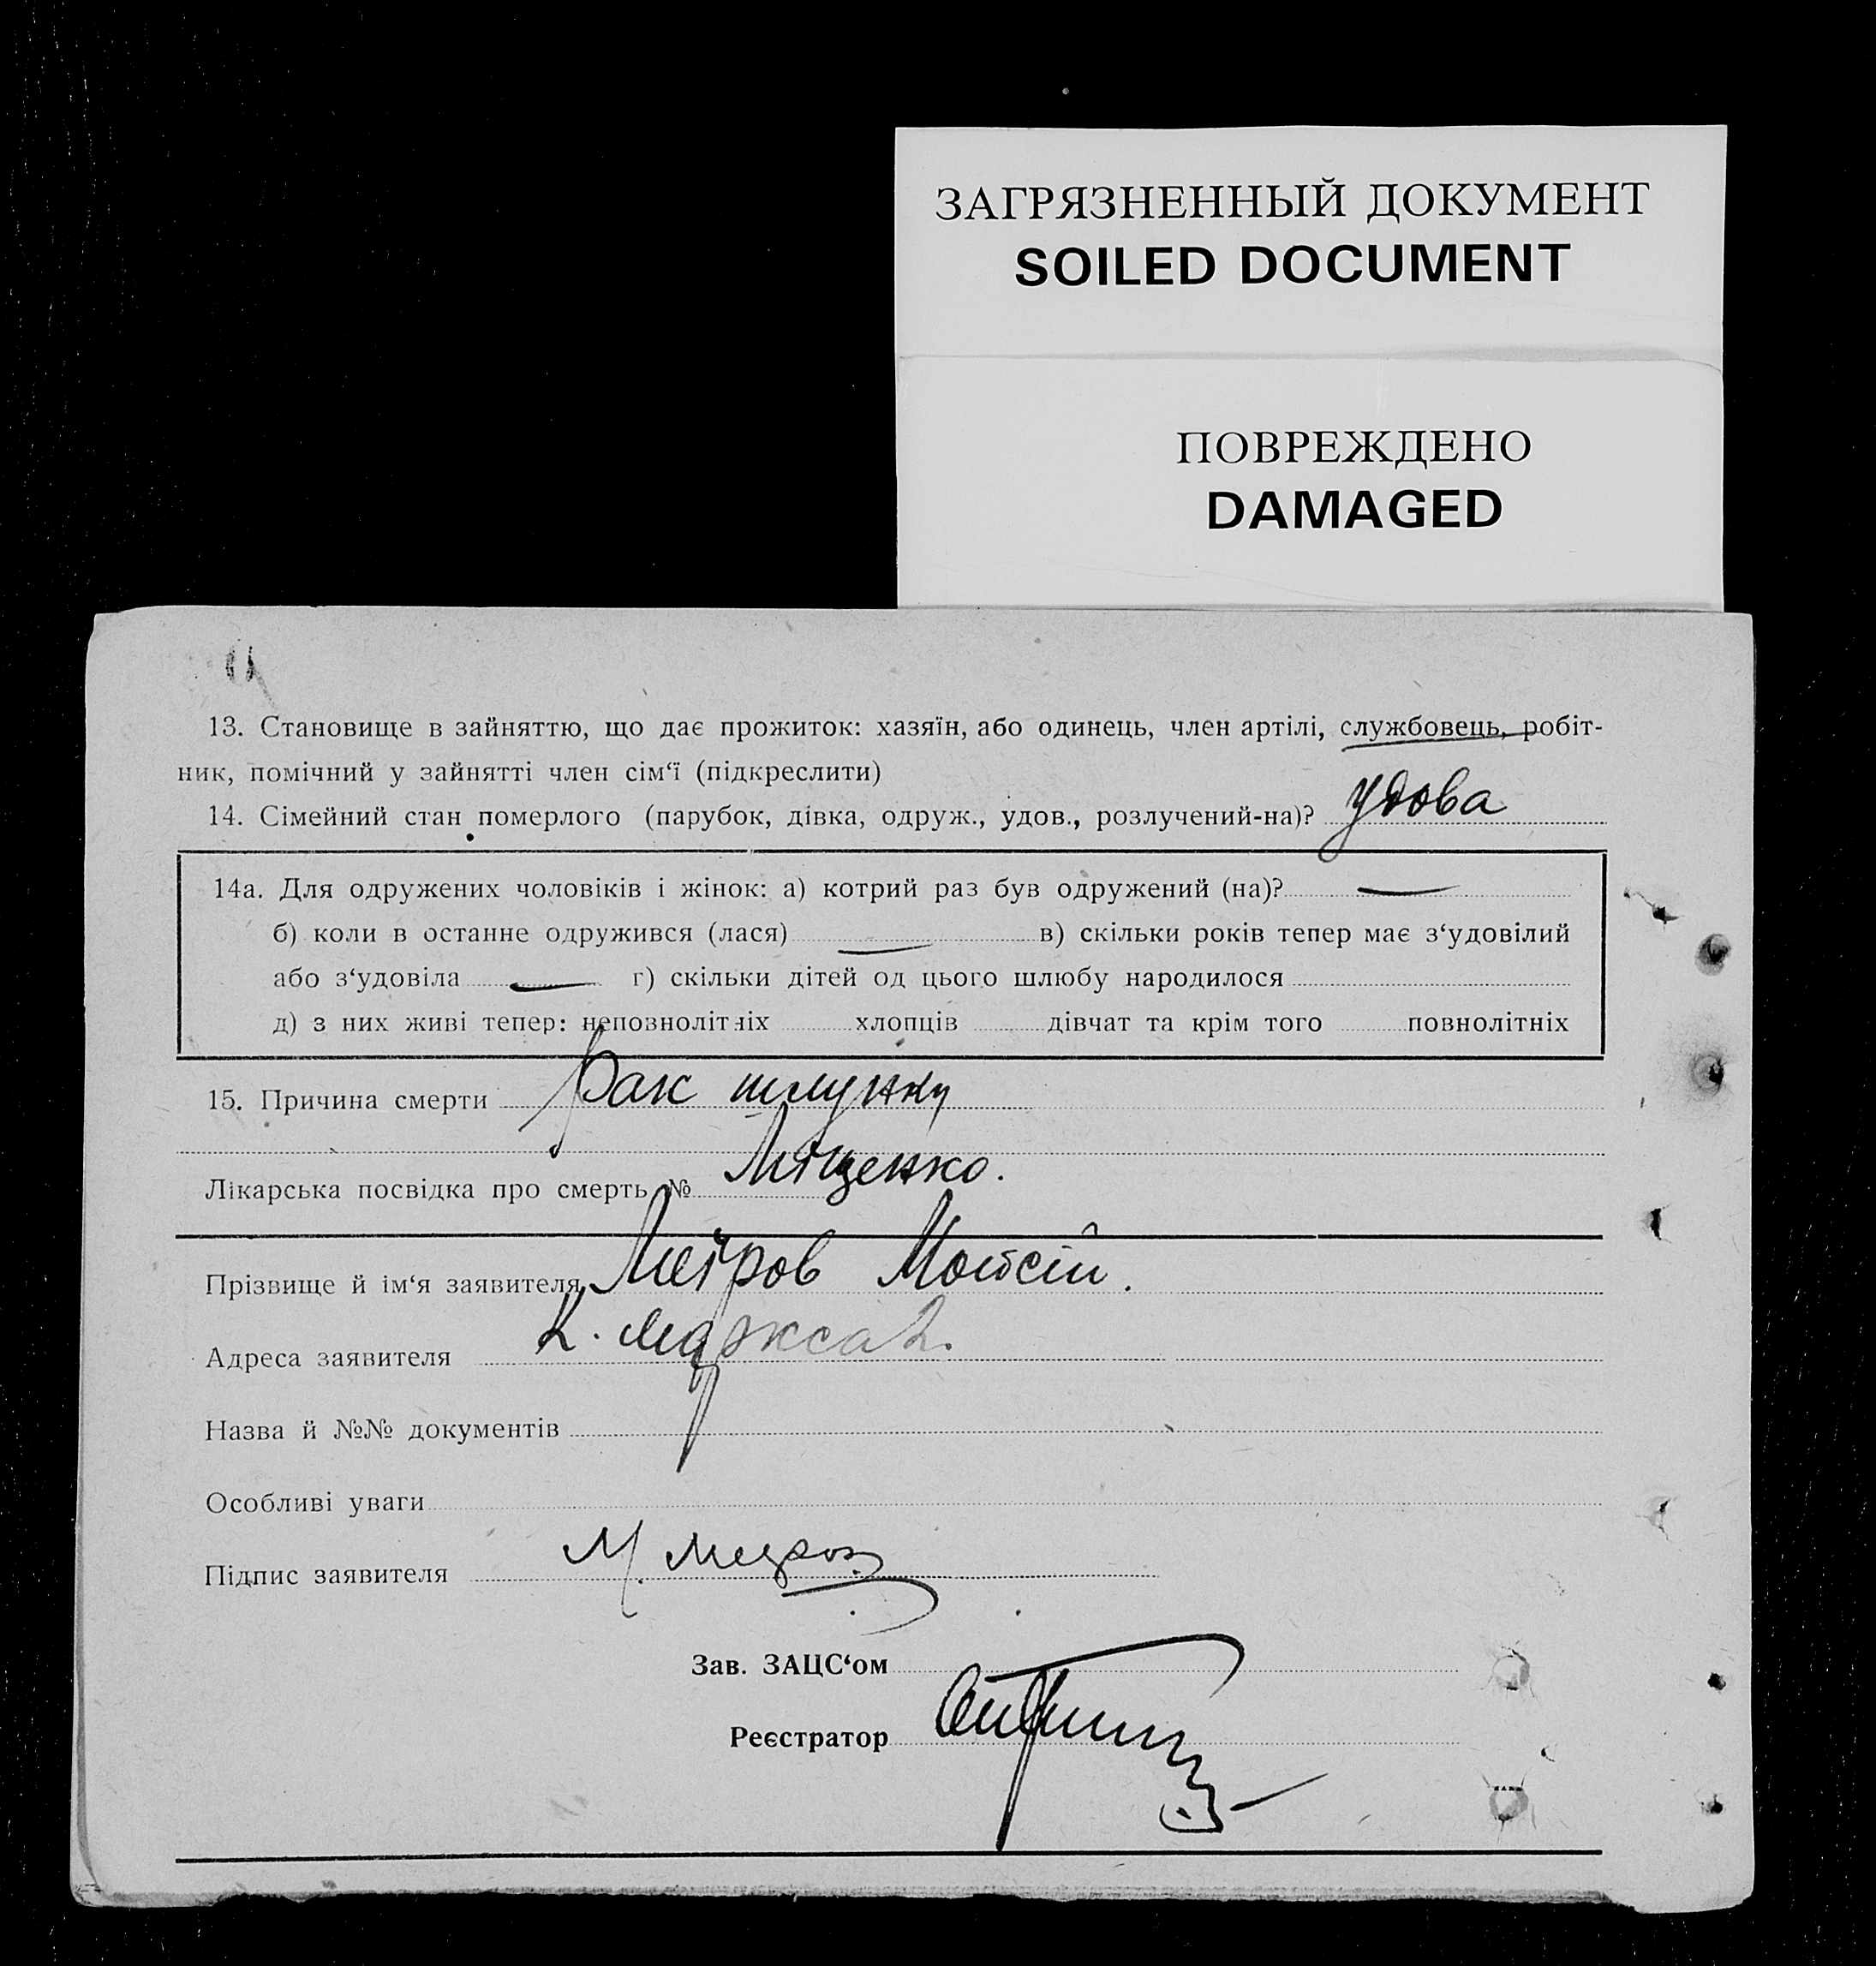 ЗАГРЯЗНЕННЫЙ ДОКУМЕНТ
SOILED DOCUMENT
ПОВРЕЖДЕНО
DAMAGED
13. Становище в зайняттю, що дає прожиток: хазяїн, або одинець, член артілі, службовець, робіт-
ник, помічний у зайнятті член сім‘ї (підкреслити)
14. Сімейний стан померлого (парубок, дівка, одруж., удов., розлучений-на)? Удова
14а. Для одружених чоловіків і жінок: а) котрий раз був одружений (на)? —
б) коли в останне одружився (лася) — в) скільки років тепер має з‘удовілий
або з‘удовіла — г) скільки дітей од цього шлюбу народилося
д) з них живі тепер: неповнолітніх хлопців дівчат та крім того повнолітніх
15. Причина смерти Рак шлунку
Лікарська посвідка про смерть №
Прізвище й ім‘я заявителя Мойсей.
Адреса заявителя К. Маркса 2.
Назва й №№ документів
Особливі уваги
Підпис заявителя М.
Зав. ЗАЦС‘ом
Реєстратор